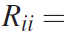 R_{ii} =